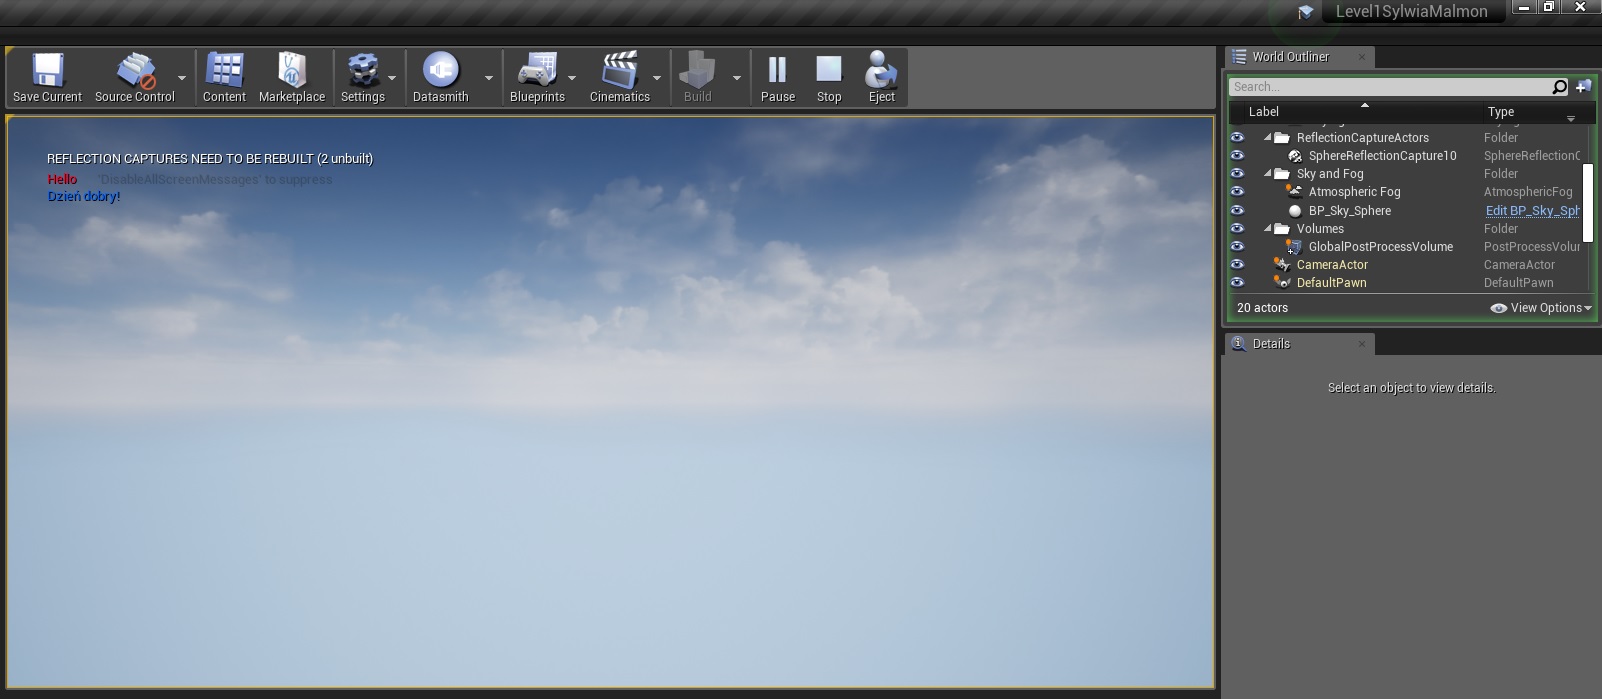 Level1SylwiaMalmon
Save Current
Source Control
Content
Marketplace
Settings
Datasmith
Blueprints
Cinematics
Build
Pause
Stop
Eject
REFLECTION CAPTURES NEED TO BE REBUILT (2 unbuilt)
Hello 'DisableAllScreenMessages' to suppress
Dzień dobry!
World Outliner
Search...
Label Type
ReflectionCaptureActors Folder
SphereReflectionCapture10 SphereReflectionC
Sky and Fog Folder
Atmospheric Fog AtmosphericFog
BP_Sky_Sphere Edit BP_Sky_Sph
Volumes Folder
GlobalPostProcessVolume PostProcessVolur
CameraActor CameraActor
DefaultPawn DefaultPawn
20 actors View Options
Details
Select an object to view details.